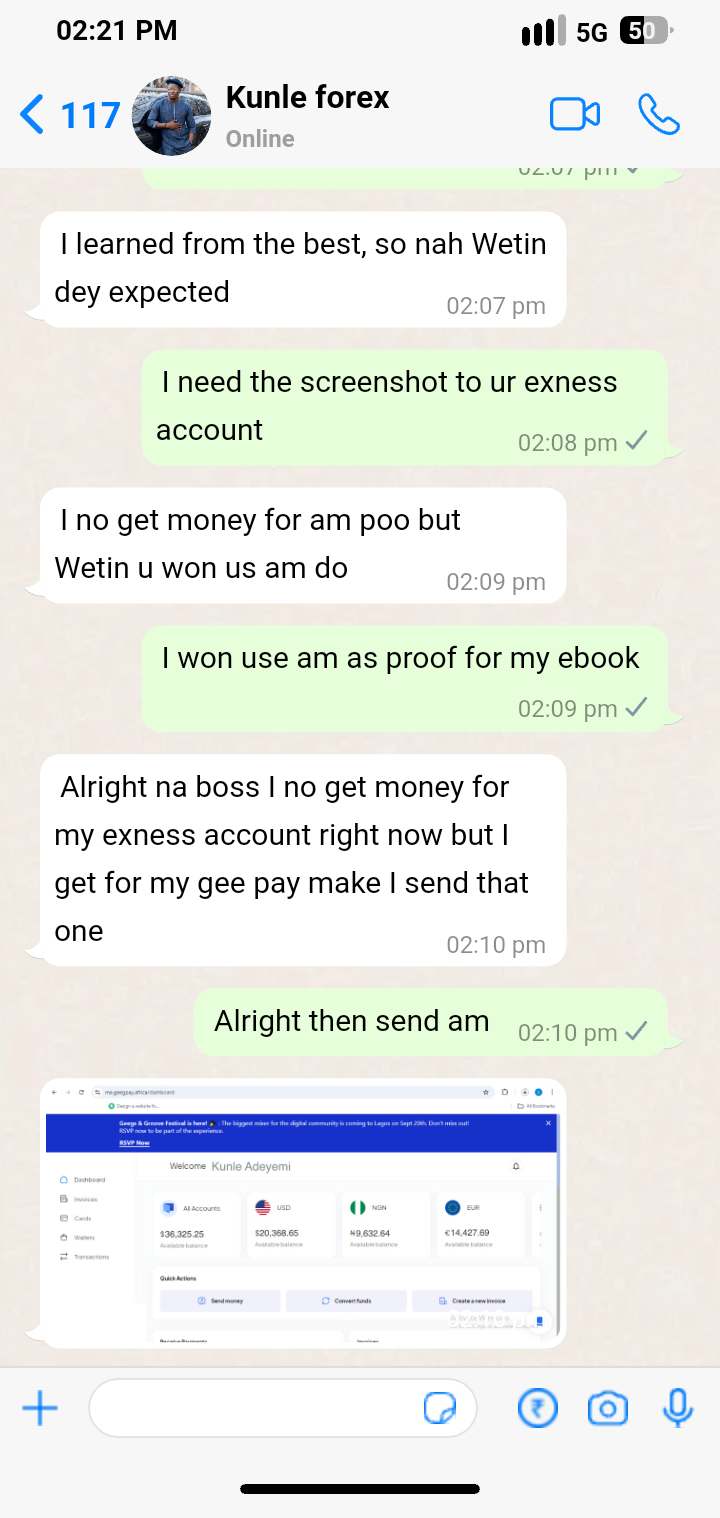 02:21 PM
5G
50
117
Kunle forex
Online
02:07 pm
I learned from the best, so nah Wetin
dey expected
02:07 pm
I need the screenshot to ur exness
account
02:08 pm
I no get money for am poo but
Wetin u won us am do
02:09 pm
I won use am as proof for my ebook
02:09 pm
Alright na boss I no get money for
my exness account right now but I
get for my gee pay make I send that
one
02:10 pm
Alright then send am
02:10 pm
me.geegpay.africa/dashboard
Design a website fo...
All Bookmarks
Geegs & Groove Festival is here! : The biggest mixer for the digital community is coming to Lagos on Sept 28th. Don't miss out!
RSVP now to be part of the experience.
RSVP Now
Welcome Kunle Adeyemi
Dashboard
Invoices
Cards
Wallets
Transactions
All Accounts
$36,325.25
Available balance
USD
$20,368.65
Available balance
NGN
₦9,632.64
Available balance
EUR
€14,427.69
Available balance
Quick Actions
Send money
Convert funds
Create a new invoice
Receive Payments
Invoices